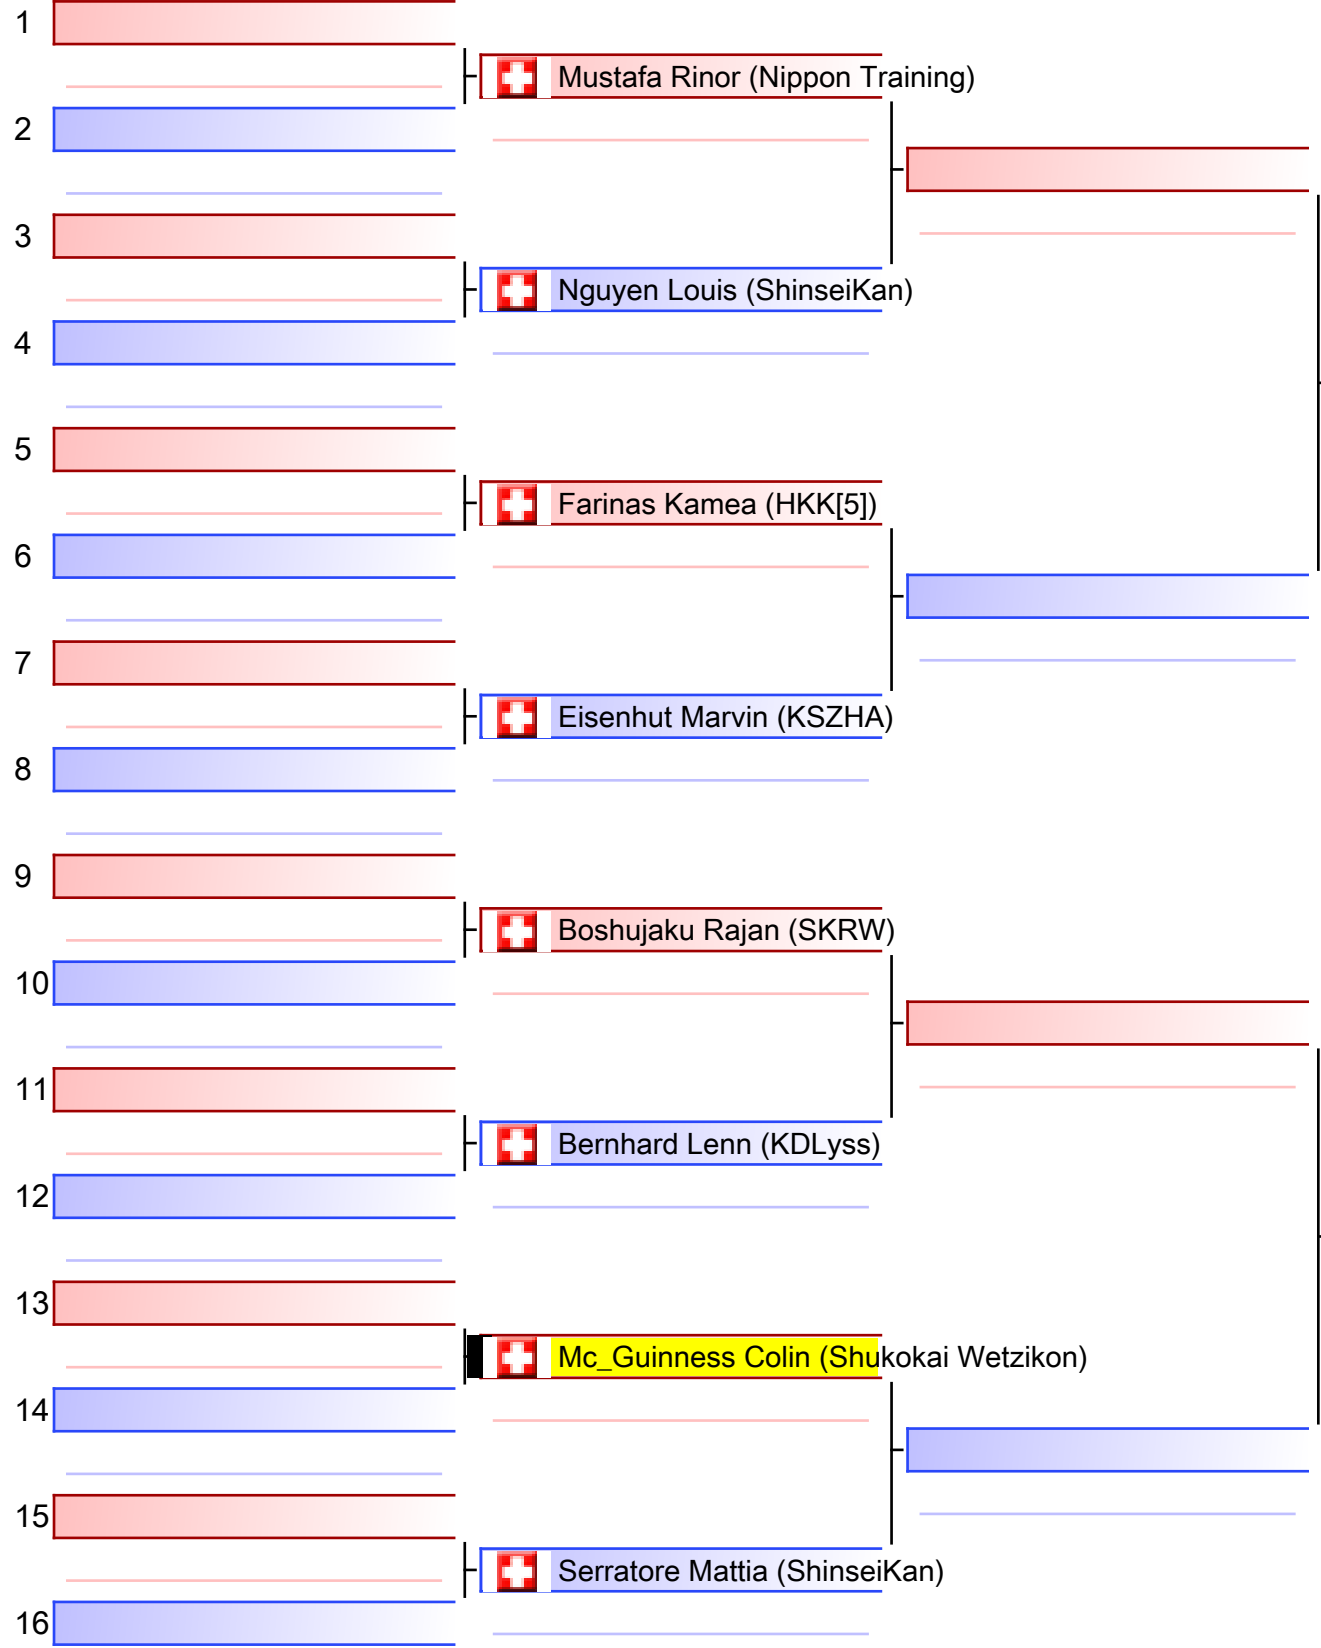 1
Mustafa Rinor (Nippon Training)
2
3
Nguyen Louis (ShinseiKan)
4
5
Farinas Kamea (HKK[5])
6
7
Eisenhut Marvin (KSZHA)
8
9
Boshujaku Rajan (SKRW)
10
11
Bernhard Lenn (KDLyss)
12
13
Mc_Guinness Colin (Shukokai Wetzikon)
14
15
Serratore Mattia (ShinseiKan)
16